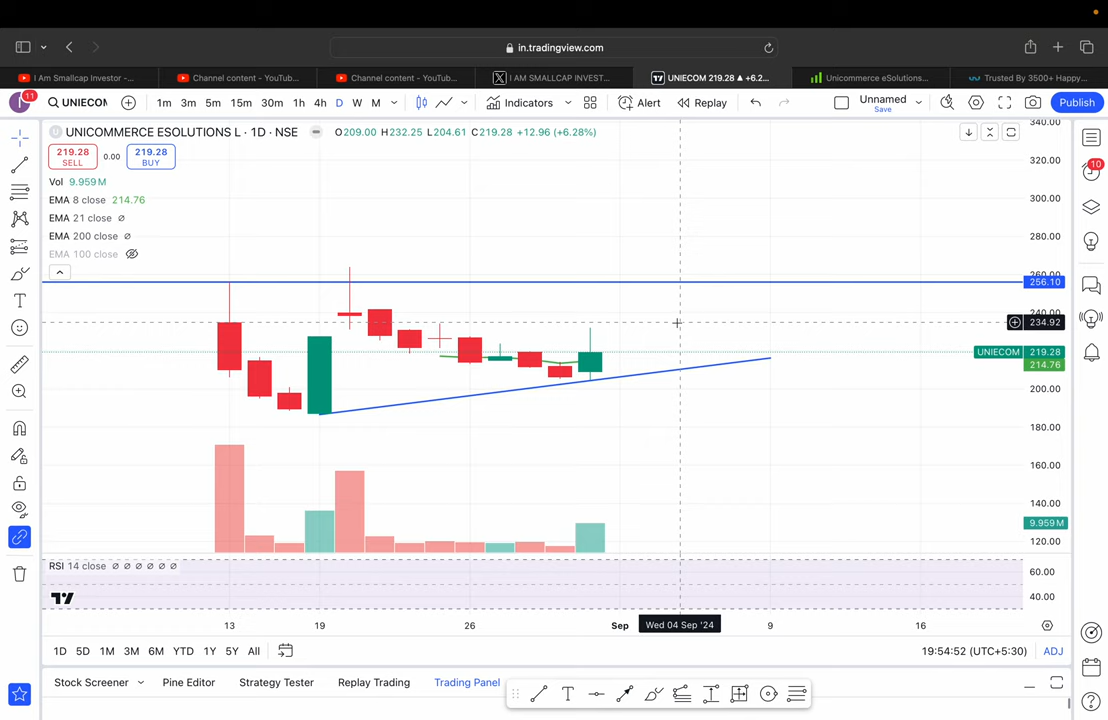 in.tradingview.com
I Am Smallcap Investor -...
Channel content - YouTub...
Channel content - YouTub...
I AM SMALLCAP INVEST...
UNIECOM 219.28 ▲ +6.2...
Unicommerce eSolutions...
Trusted By 3500+ Happy...
11
UNIECOM
1m 3m 5m 15m 30m 1h 4h D W M
Indicators
Alert
Replay
Unnamed
Save
Publish
UNICOMMERCE ESOLUTIONS L · 1D · NSE
O209.00 H232.25 L204.61 C219.28 +12.96 (+6.28%)
219.28
SELL
0.00
219.28
BUY
Vol 9.959M
EMA 8 close 214.76
EMA 21 close ∅
EMA 200 close ∅
EMA 100 close
340.00
320.00
300.00
280.00
260.00
256.10
240.00
234.92
UNIECOM 219.28
214.76
200.00
180.00
160.00
140.00
9.959M
120.00
RSI 14 close ∅ ∅ ∅ ∅ ∅ ∅
60.00
40.00
13 19 26 Sep Wed 04 Sep '24 9 16
1D 5D 1M 3M 6M YTD 1Y 5Y All
19:54:52 (UTC+5:30)
ADJ
Stock Screener
Pine Editor
Strategy Tester
Replay Trading
Trading Panel
10